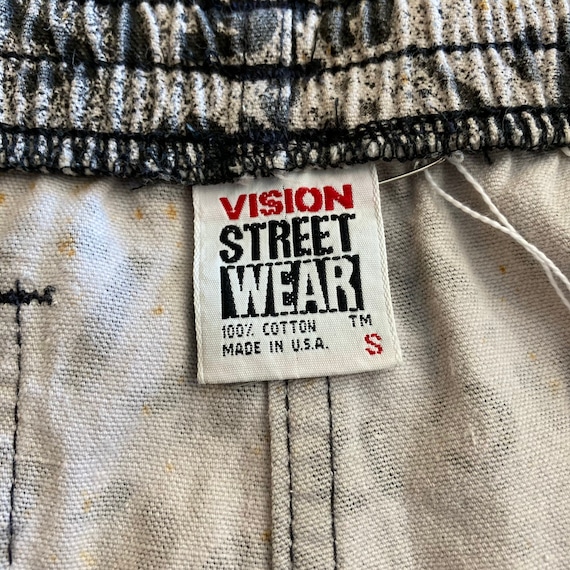 VISION
STREET
WEAR
100% COTTON TM
MADE IN U.S.A. S